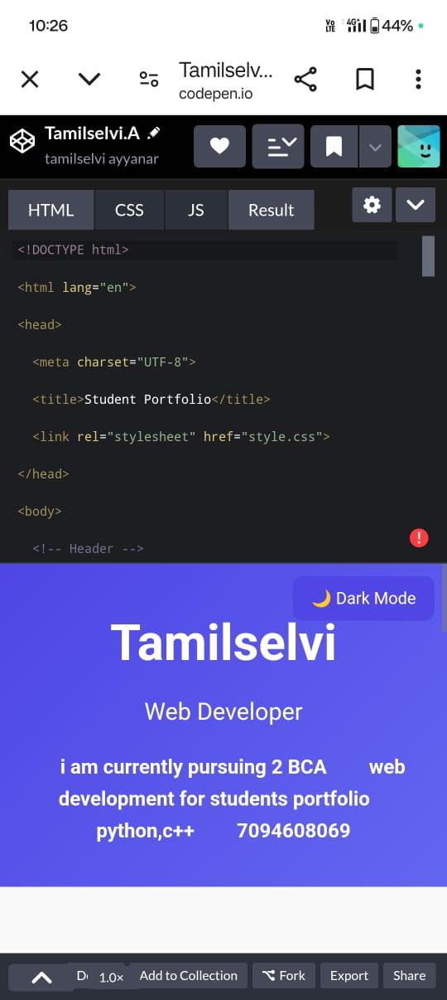 10:26
Vo LTE 4G+ 44%
Tamilselv...
codepen.io
Tamilselvi.A
tamilselvi ayyanar
HTML CSS JS Result
<!DOCTYPE html>
<html lang="en">
<head>
<meta charset="UTF-8">
<title>Student Portfolio</title>
<link rel="stylesheet" href="style.css">
</head>
<body>
<!-- Header -->
🌙 Dark Mode
Tamilselvi
Web Developer
i am currently pursuing 2 BCA web
development for students portfolio
python,c++ 7094608069
1.0× Add to Collection Fork Export Share